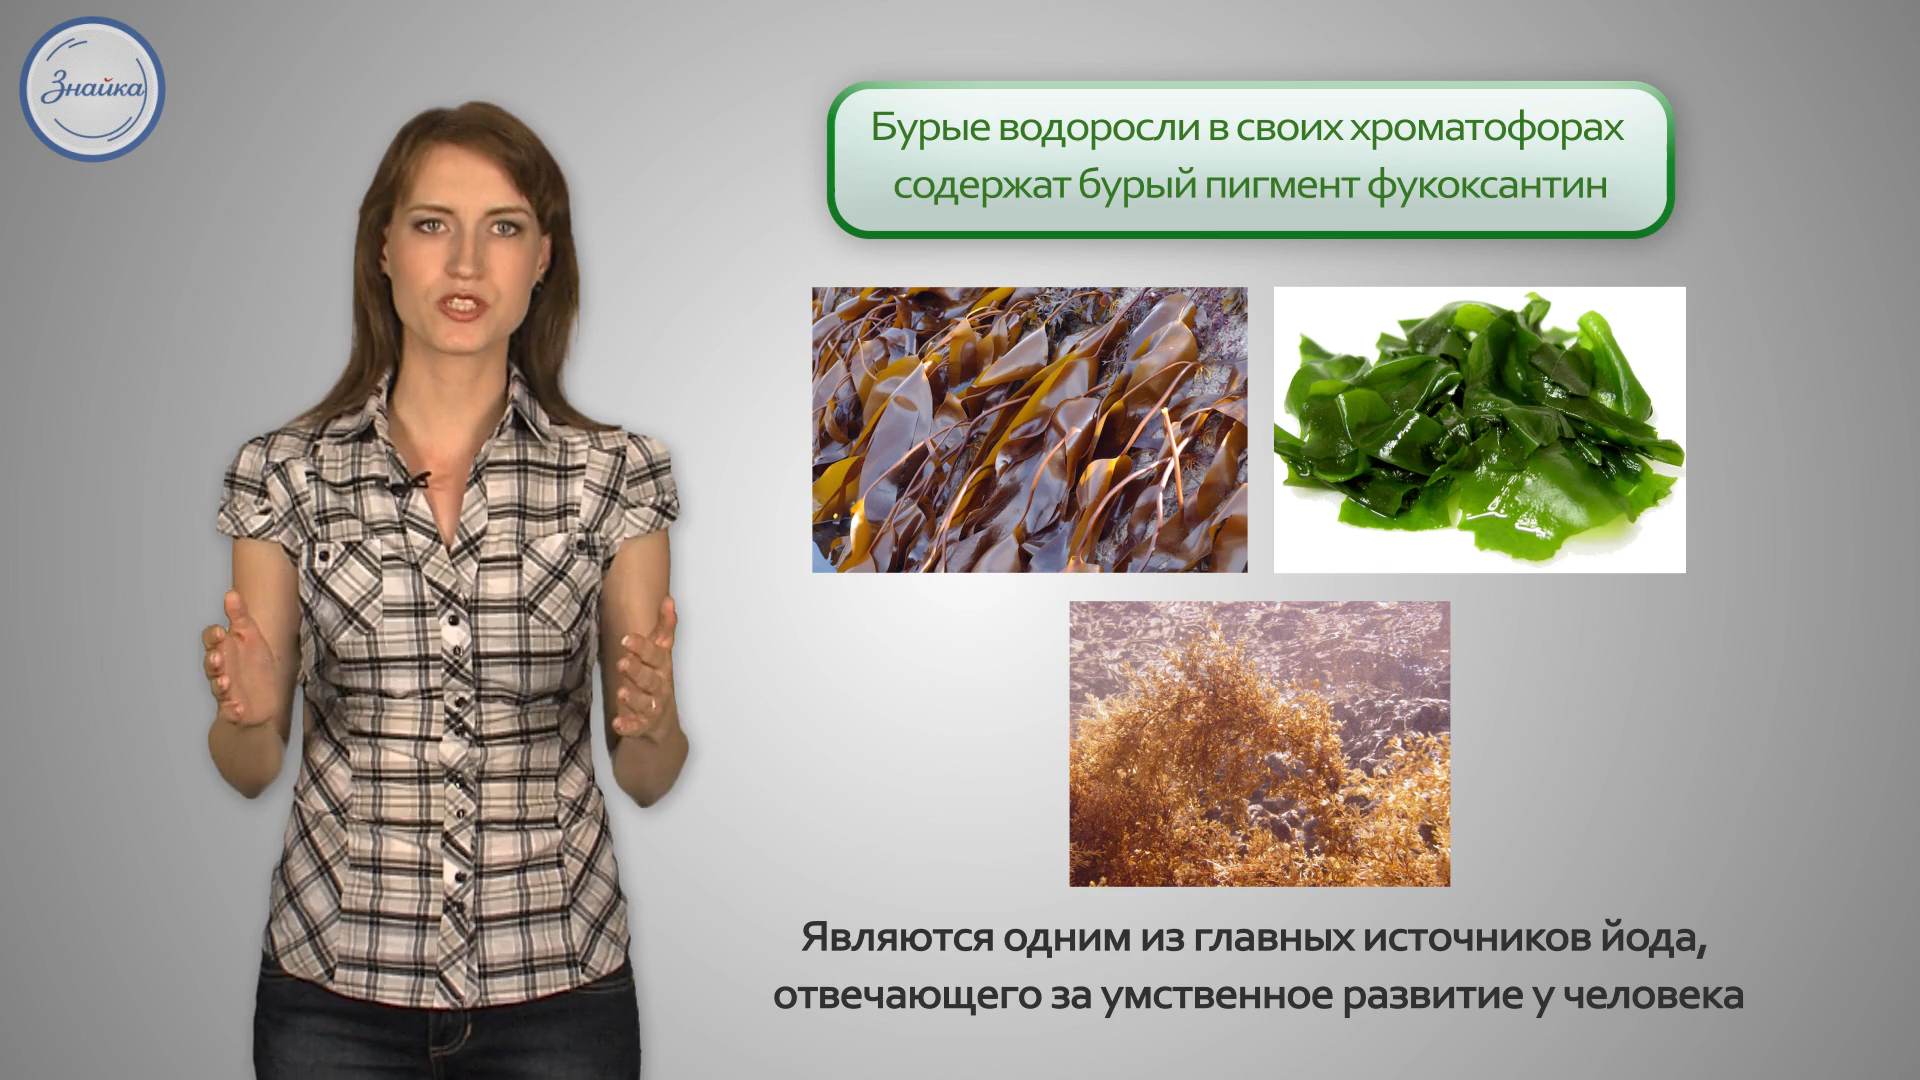 Знайка
Бурые водоросли в своих хроматофорах
содержат бурый пигмент фукоксантин
Являются одним из главных источников йода,
отвечающего за умственное развитие у человека